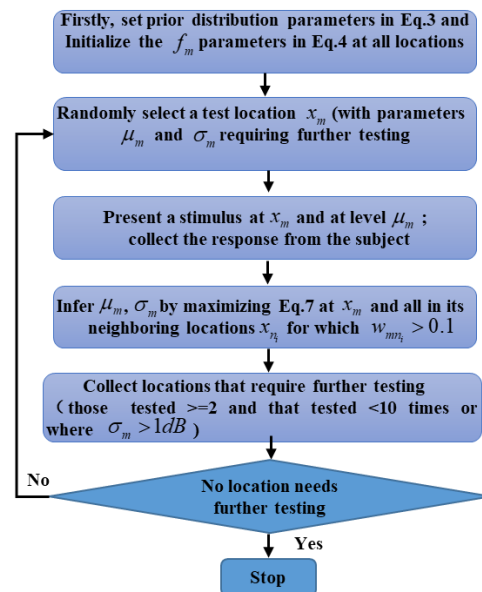 Firstly, set prior distribution parameters in Eq.3 and
Initialize the f_m parameters in Eq.4 at all locations
Randomly select a test location x_m (with parameters
μ_m and σ_m requiring further testing
Present a stimulus at x_m and at level μ_m ;
collect the response from the subject
Infer μ_m, σ_m by maximizing Eq.7 at x_m and all in its
neighboring locations x_{n_i} for which w_{mn_i} > 0.1
Collect locations that require further testing
（those tested >=2 and that tested <10 times or
where σ_m > 1dB )
No
No location needs
further testing
Yes
Stop